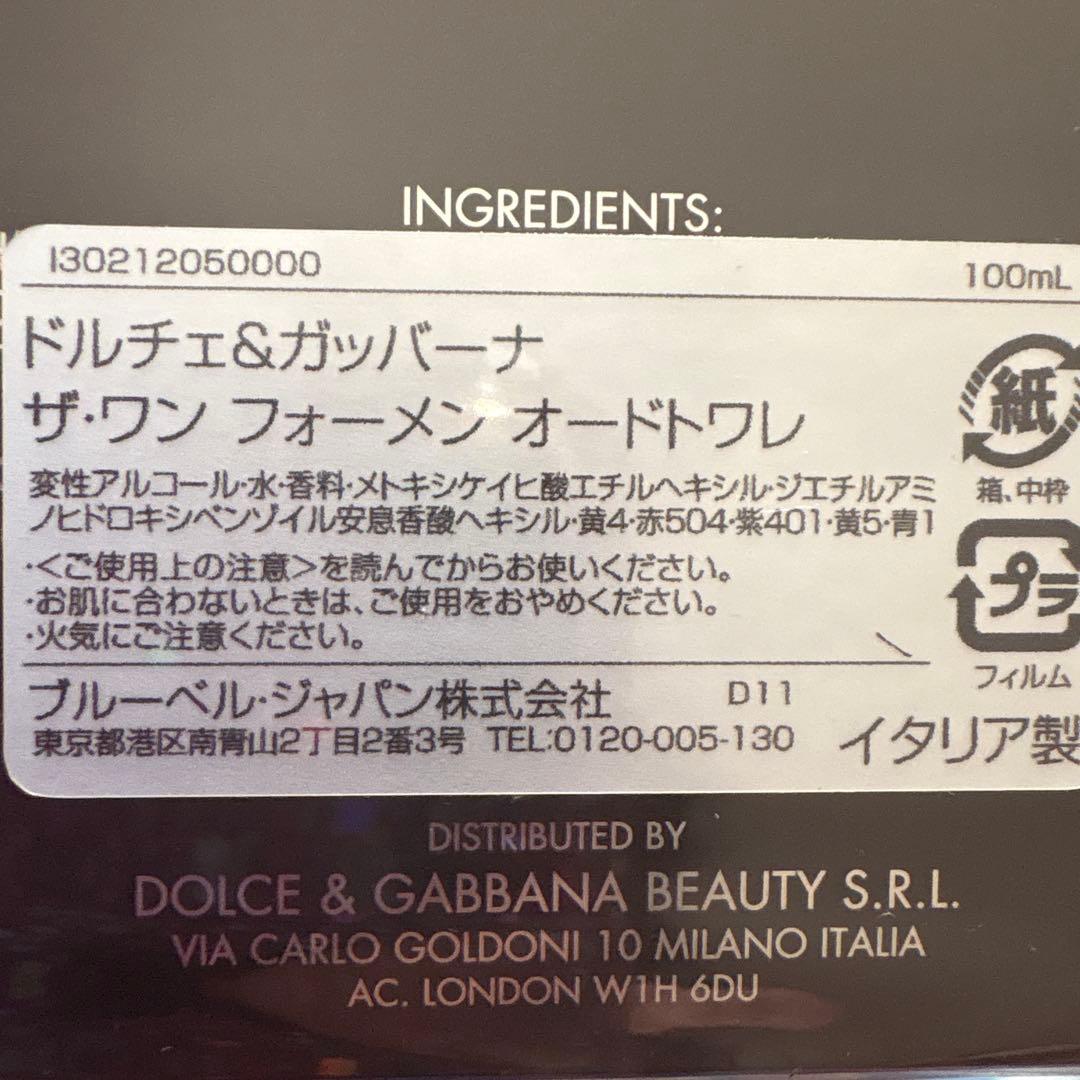 INGREDIENTS:
I30212050000 100mL
ドルチェ&ガッバーナ
ザ・ワン フォーメン オードトワレ
変性アルコール・水・香料・メトキシケイヒ酸エチルヘキシル・ジエチルアミ
ノヒドロキシベンゾイル安息香酸ヘキシル・黄4・赤504・紫401・黄5・青1
・<ご使用上の注意>を読んでからお使いください。
・お肌に合わないときは、ご使用をおやめください。
・火気にご注意ください。
紙
箱、中枠
プラ
フィルム
ブルーベル・ジャパン株式会社 D11
東京都港区南青山2丁目2番3号 TEL:0120-005-130
イタリア製
DISTRIBUTED BY
DOLCE & GABBANA BEAUTY S.R.L.
VIA CARLO GOLDONI 10 MILANO ITALIA
AC. LONDON W1H 6DU